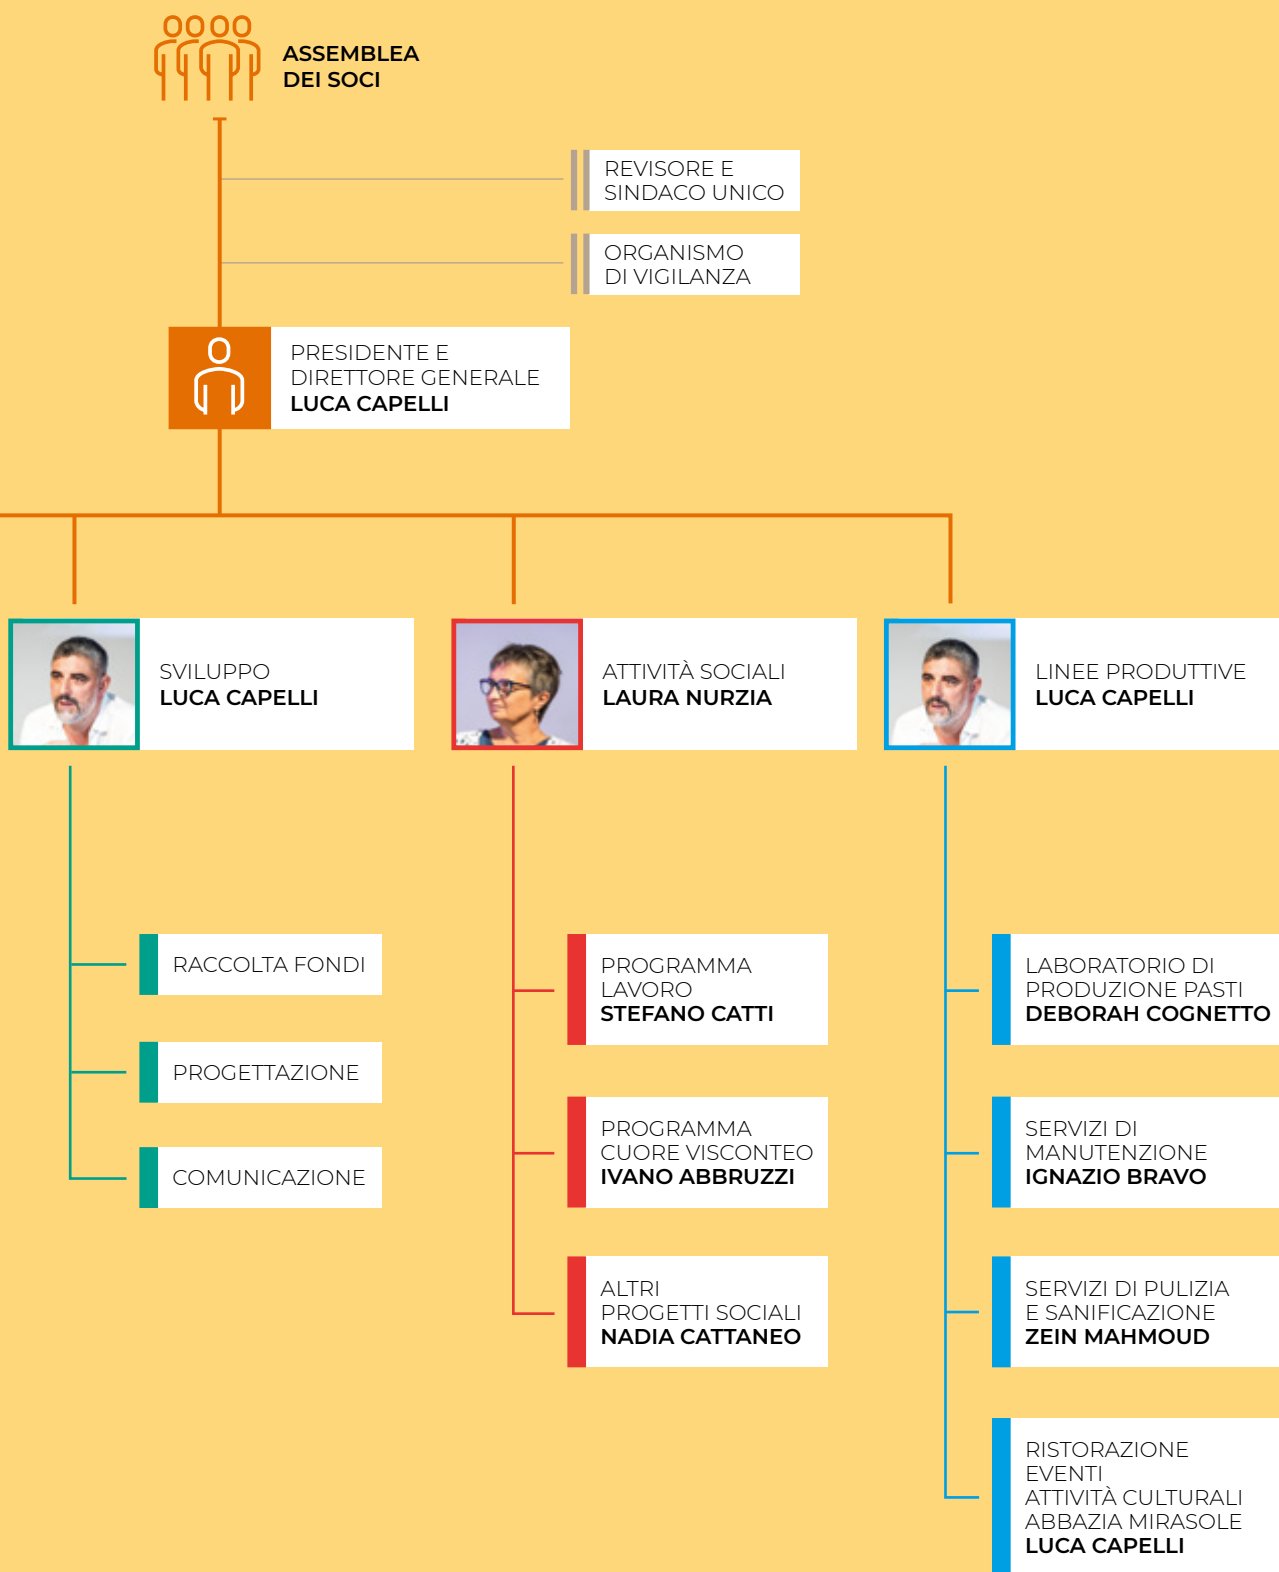 ASSEMBLEA
DEI SOCI
REVISORE E
SINDACO UNICO
ORGANISMO
DI VIGILANZA
PRESIDENTE E
DIRETTORE GENERALE
LUCA CAPELLI
SVILUPPO
LUCA CAPELLI
ATTIVITÀ SOCIALI
LAURA NURZIA
LINEE PRODUTTIVE
LUCA CAPELLI
RACCOLTA FONDI
PROGETTAZIONE
COMUNICAZIONE
PROGRAMMA
LAVORO
STEFANO CATTI
PROGRAMMA
CUORE VISCONTEO
IVANO ABBRUZZI
ALTRI
PROGETTI SOCIALI
NADIA CATTANEO
LABORATORIO DI
PRODUZIONE PASTI
DEBORAH COGNETTO
SERVIZI DI
MANUTENZIONE
IGNAZIO BRAVO
SERVIZI DI PULIZIA
E SANIFICAZIONE
ZEIN MAHMOUD
RISTORAZIONE
EVENTI
ATTIVITÀ CULTURALI
ABBAZIA MIRASOLE
LUCA CAPELLI